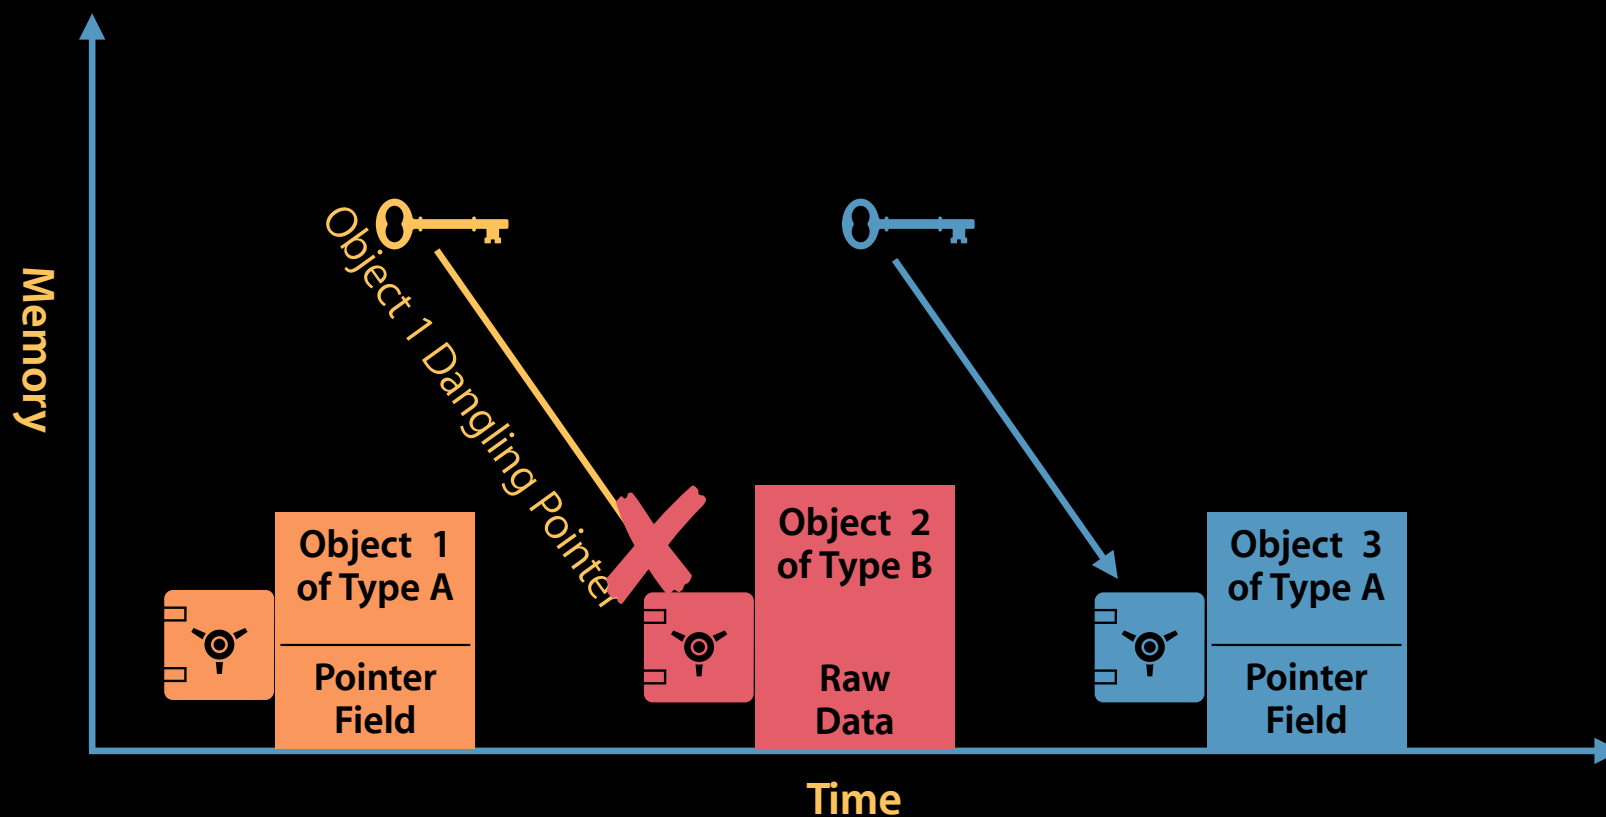 Memory
Object 1 Dangling Pointer
Object 1
of Type A
Pointer
Field
Object 2
of Type B
Raw
Data
Object 3
of Type A
Pointer
Field
Time